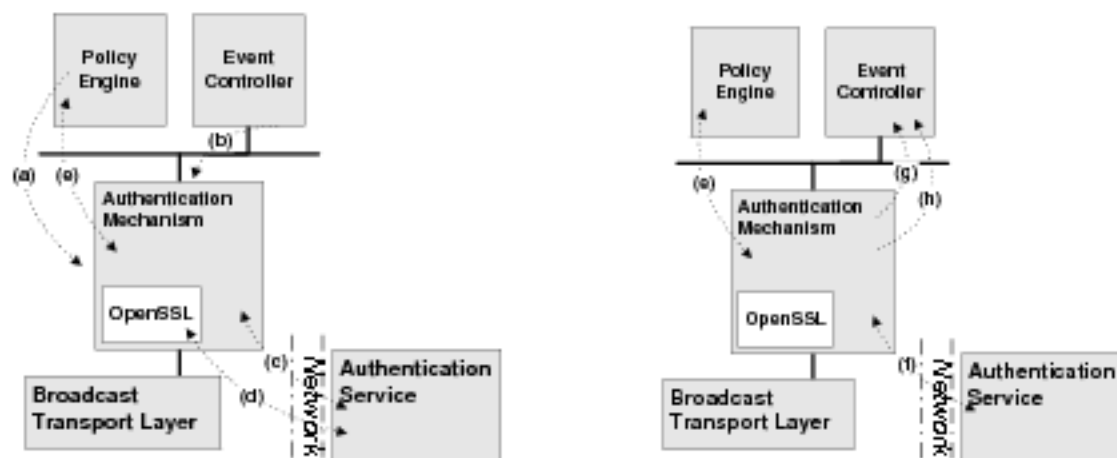 Policy
Engine
Event
Controller
(a)
(e)
(b)
Authentication
Mechanism
OpenSSL
(c)
(d)
Network
Authentication
Service
Broadcast
Transport Layer
Policy
Engine
Event
Controller
(e)
(g)
(h)
Authentication
Mechanism
OpenSSL
(f)
Network
Authentication
Service
Broadcast
Transport Layer